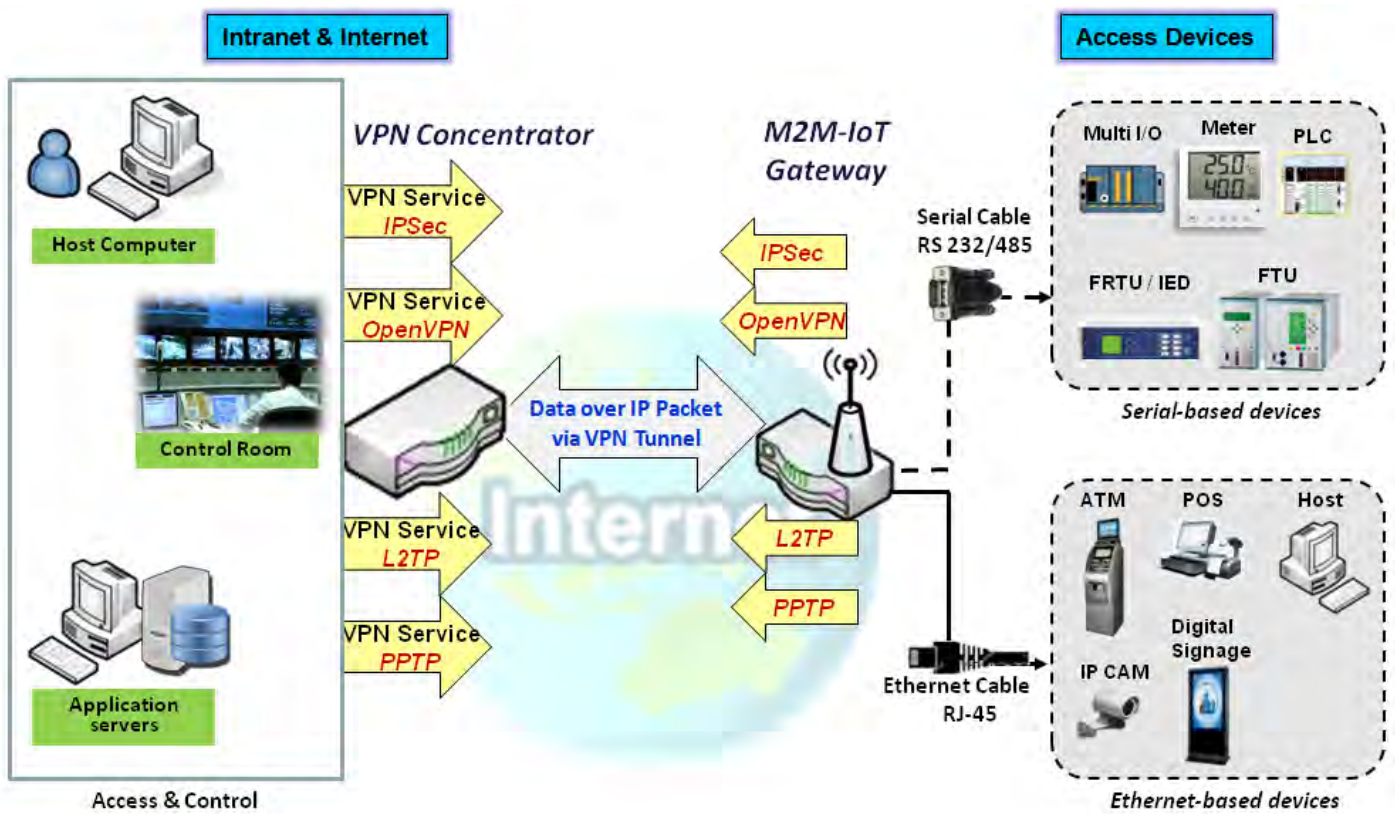 Intranet & Internet
Access Devices
VPN Concentrator
M2M-IoT
Gateway
Host Computer
Control Room
Application
servers
Access & Control
VPN Service
IPSec
VPN Service
OpenVPN
VPN Service
L2TP
VPN Service
PPTP
Data over IP Packet
via VPN Tunnel
Internet
IPSec
OpenVPN
L2TP
PPTP
Serial Cable
RS 232/485
Ethernet Cable
RJ-45
Multi I/O
Meter
PLC
25.0
40.0
FRTU / IED
FTU
Serial-based devices
ATM
POS
Host
Digital
Signage
IP CAM
Ethernet-based devices